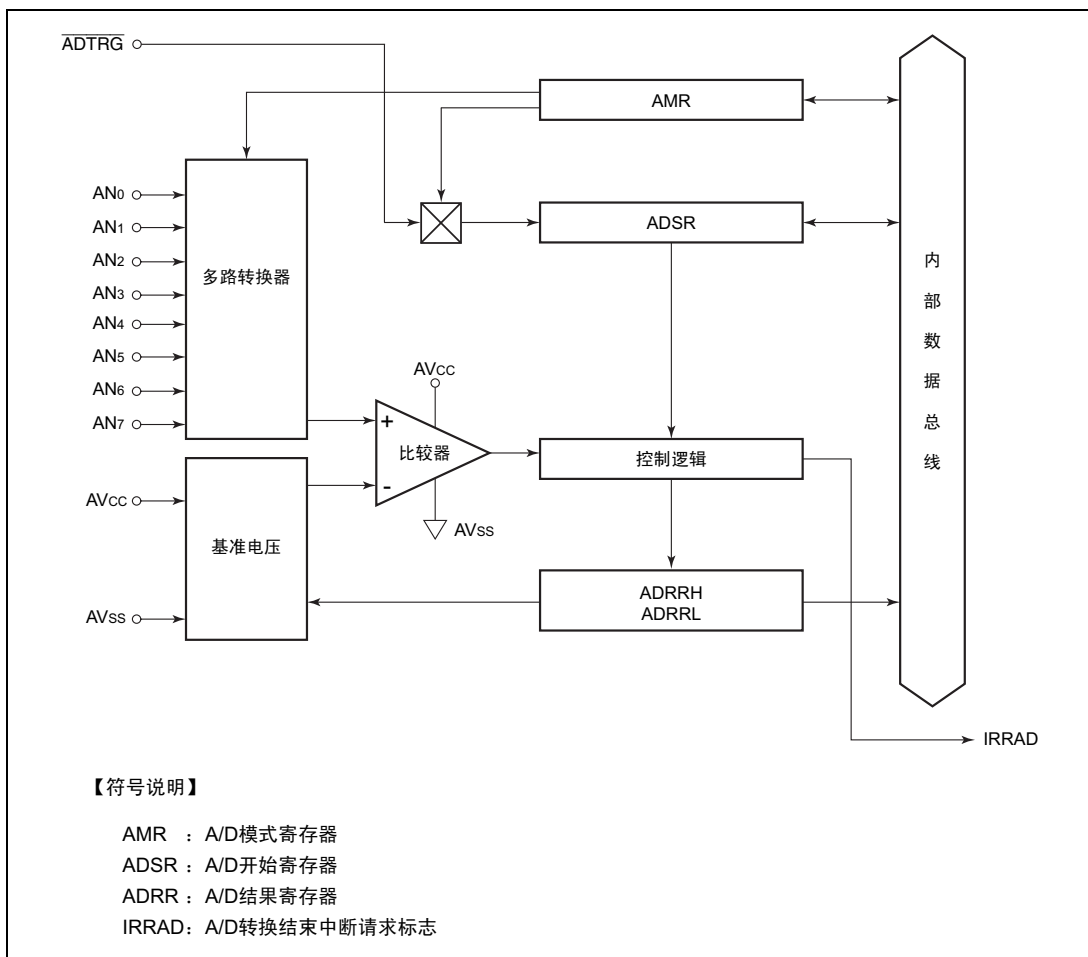 ADTRG
AMR
AN0
AN1
AN2
AN3
AN4
AN5
AN6
AN7
多路转换器
ADSR
内部数据总线
AVCC
+
比较器
-
AVSS
控制逻辑
AVCC
基准电压
AVSS
ADRRH
ADRRL
IRRAD
【符号说明】
AMR ：A/D模式寄存器
ADSR ：A/D开始寄存器
ADRR ：A/D结果寄存器
IRRAD：A/D转换结束中断请求标志